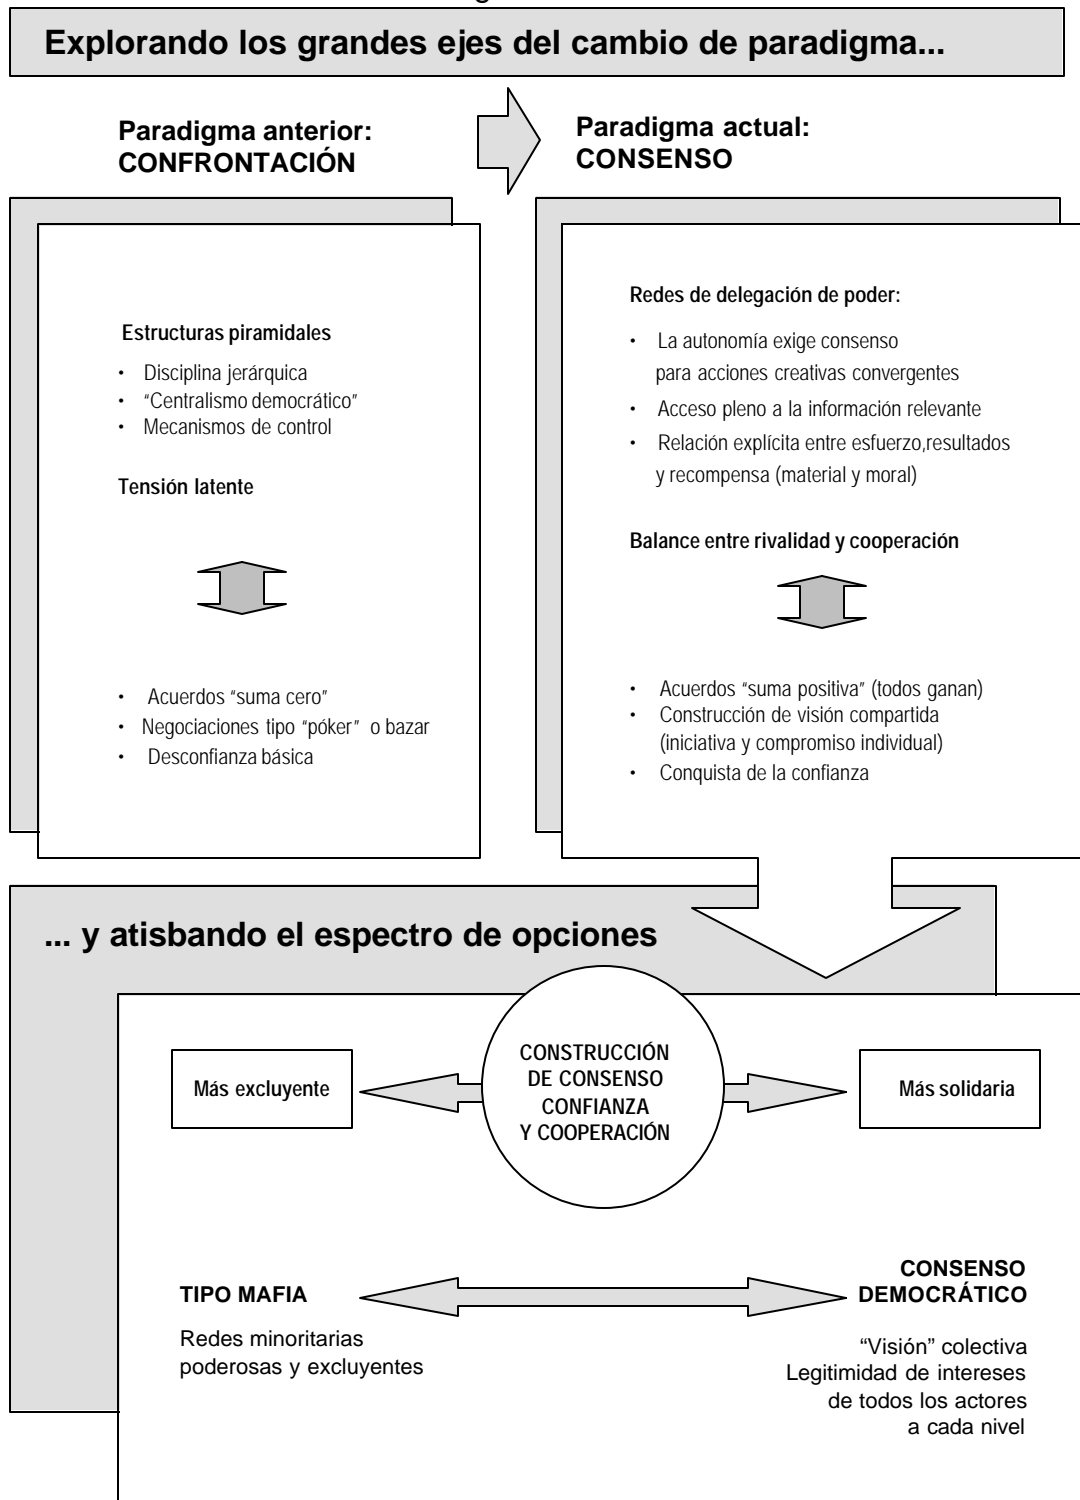 Explorando los grandes ejes del cambio de paradigma...
Paradigma anterior:
CONFRONTACIÓN
Paradigma actual:
CONSENSO
Estructuras piramidales
• Disciplina jerárquica
• “Centralismo democrático”
• Mecanismos de control
Tensión latente
• Acuerdos “suma cero”
• Negociaciones tipo “póker” o bazar
• Desconfianza básica
Redes de delegación de poder:
• La autonomía exige consenso
para acciones creativas convergentes
• Acceso pleno a la información relevante
• Relación explícita entre esfuerzo,resultados
y recompensa (material y moral)
Balance entre rivalidad y cooperación
• Acuerdos “suma positiva” (todos ganan)
• Construcción de visión compartida
(iniciativa y compromiso individual)
• Conquista de la confianza
... y atisbando el espectro de opciones
Más excluyente
CONSTRUCCIÓN
DE CONSENSO
CONFIANZA
Y COOPERACIÓN
Más solidaria
TIPO MAFIA
Redes minoritarias
poderosas y excluyentes
CONSENSO
DEMOCRÁTICO
“Visión” colectiva
Legitimidad de intereses
de todos los actores
a cada nivel